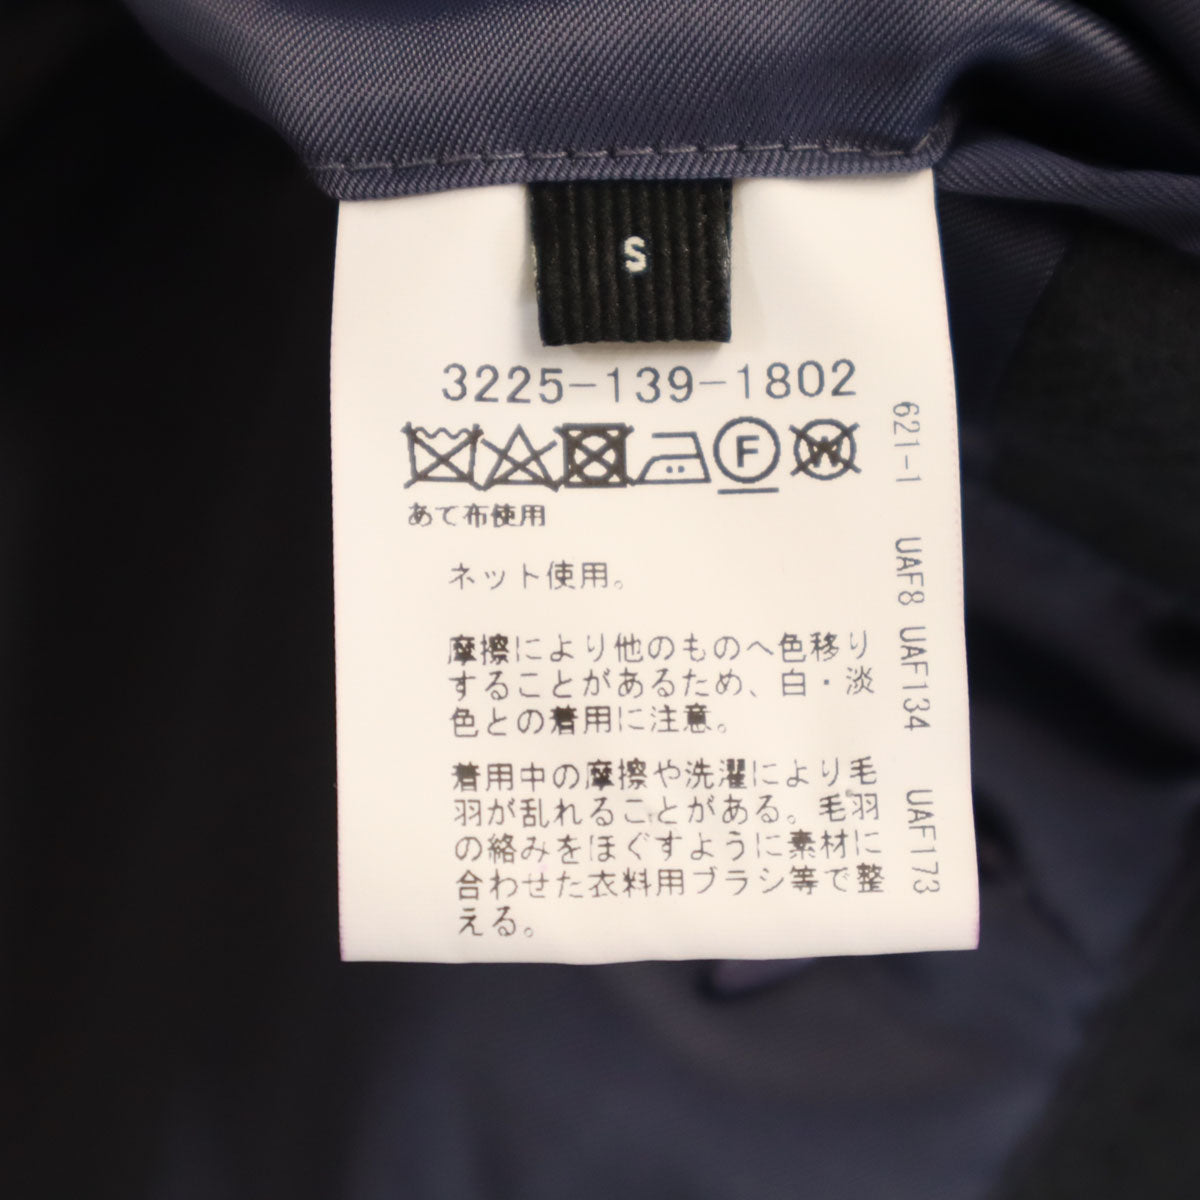 S
3225-139-1802
F W
あて布使用
ネット使用。
摩擦により他のものへ色移り
することがあるため、白・淡
色との着用に注意。
着用中の摩擦や洗濯により毛
羽が乱れることがある。毛羽
の絡みをほぐすように素材に
合わせた衣料用ブラシ等で整
える。
621-1 UAF8 UAF134 UAF173